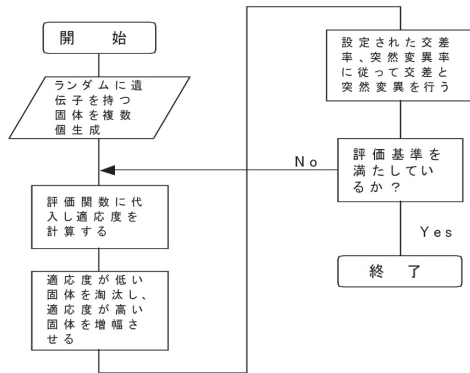 開　始
ランダムに遺
伝子を持つ
固体を複数
個生成
評価関数に代
入し適応度を
計算する
適応度が低い
固体を淘汰し、
適応度が高い
固体を増幅さ
せる
設定された交差
率、突然変異率
に従って交差と
突然変異を行う
評価基準を
満たしてい
るか？
No
Yes
終　了